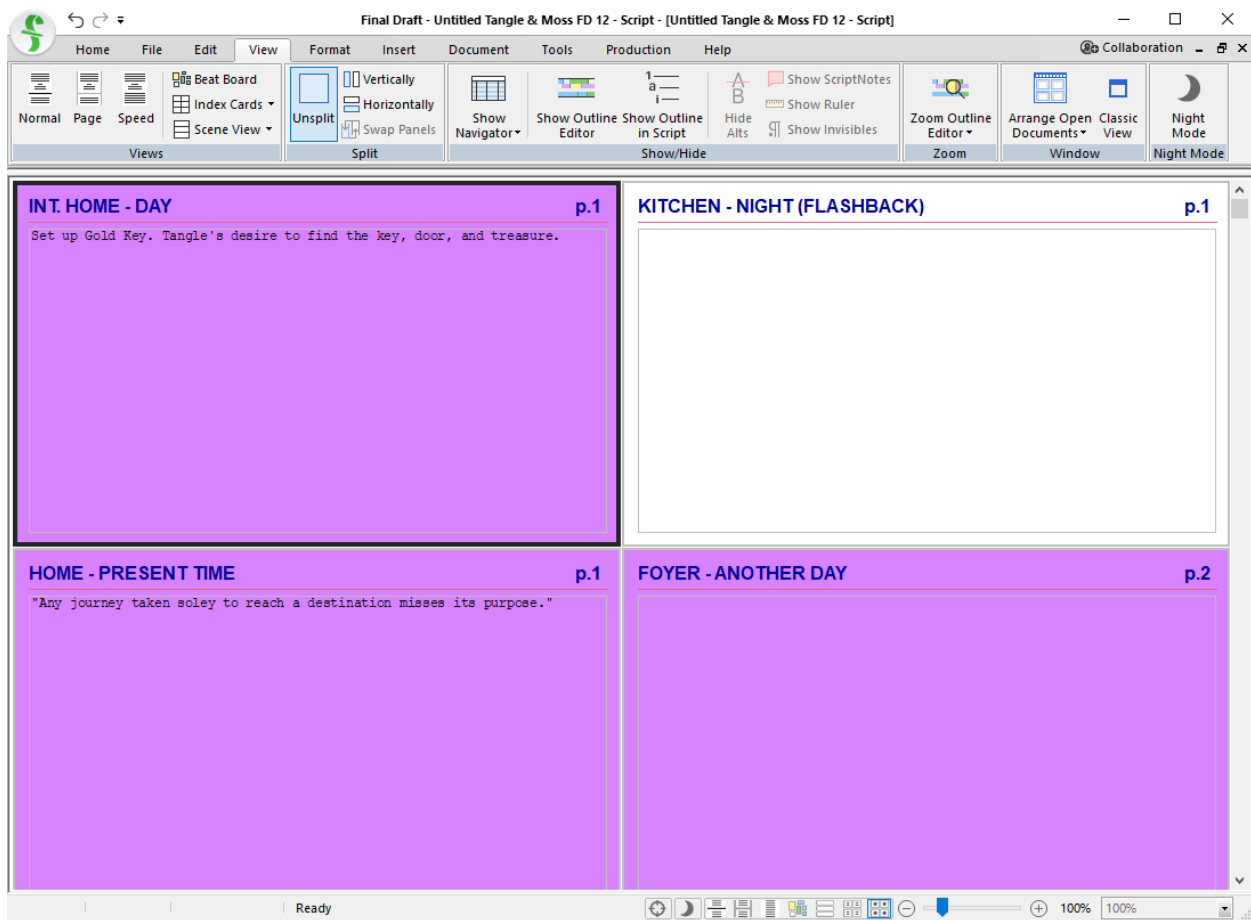 Final Draft - Untitled Tangle & Moss FD 12 - Script - [Untitled Tangle & Moss FD 12 - Script]
Home File Edit View Format Insert Document Tools Production Help Collaboration
Normal Page Speed
Beat Board
Index Cards
Scene View
Views
Unsplit
Vertically
Horizontally
Swap Panels
Split
Show
Navigator
Show Outline
Editor
Show Outline
in Script
Hide
Alts
Show ScriptNotes
Show Ruler
Show Invisibles
Show/Hide
Zoom Outline
Editor
Zoom
Arrange Open
Documents
Classic
View
Window
Night
Mode
Night Mode
INT. HOME - DAY p.1
Set up Gold Key. Tangle's desire to find the key, door, and treasure.
KITCHEN - NIGHT (FLASHBACK) p.1
HOME - PRESENT TIME p.1
"Any journey taken soley to reach a destination misses its purpose."
FOYER - ANOTHER DAY p.2
Ready
100% 100%